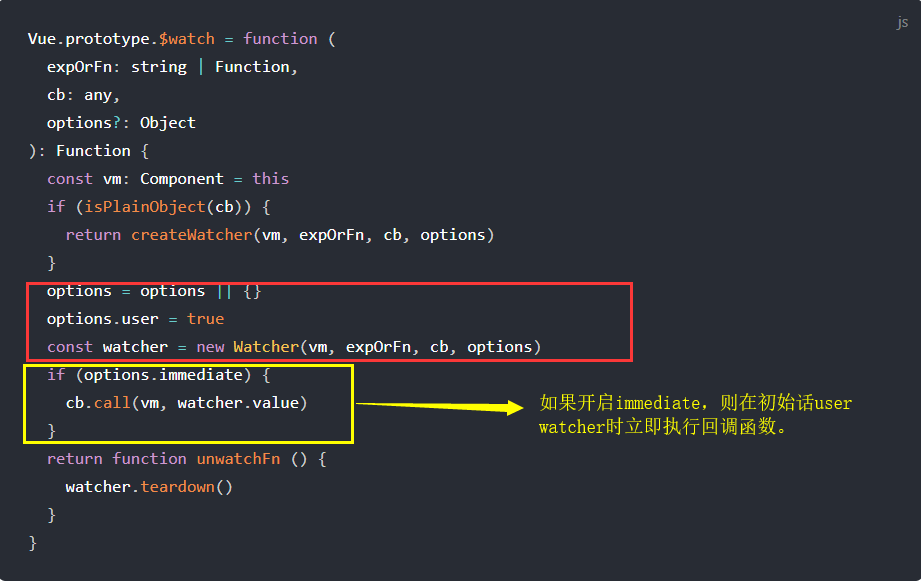 js
Vue.prototype.$watch = function (
  expOrFn: string | Function,
  cb: any,
  options?: Object
): Function {
  const vm: Component = this
  if (isPlainObject(cb)) {
    return createWatcher(vm, expOrFn, cb, options)
  }
  options = options || {}
  options.user = true
  const watcher = new Watcher(vm, expOrFn, cb, options)
  if (options.immediate) {
    cb.call(vm, watcher.value)
  }
如果开启immediate，则在初始话user
watcher时立即执行回调函数。
  return function unwatchFn () {
    watcher.teardown()
  }
}